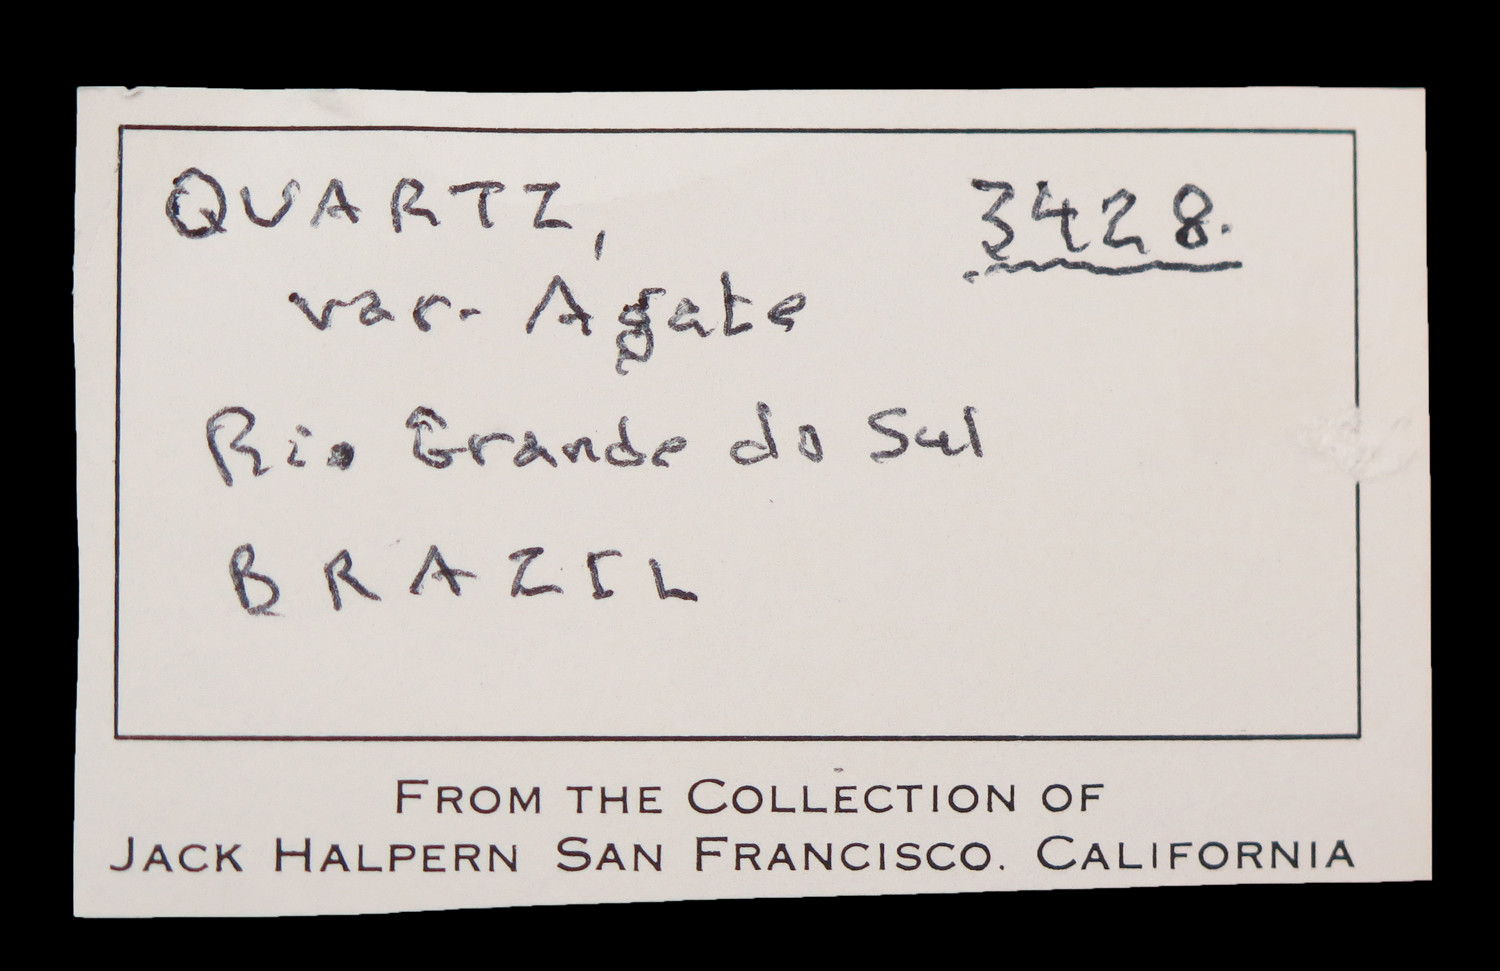 QUARTZ, 3428.
var. Agate
Rio Grande do Sul
BRAZIL
FROM THE COLLECTION OF
JACK HALPERN SAN FRANCISCO. CALIFORNIA